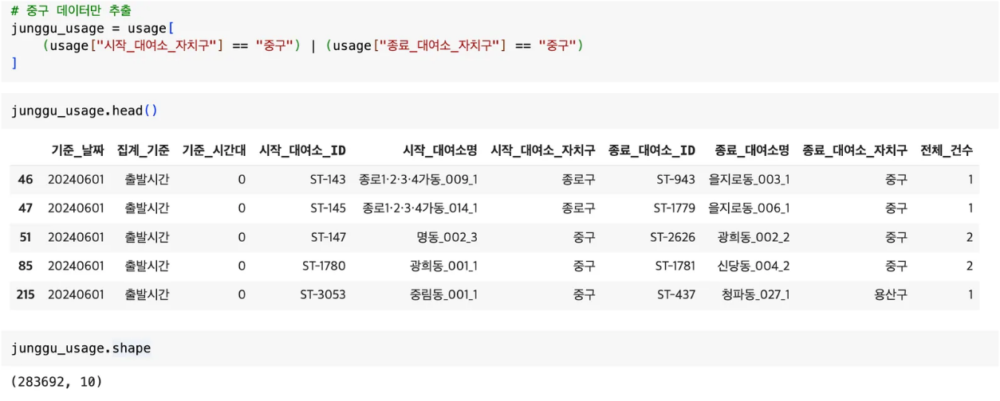 # 중구 데이터만 추출
junggu_usage = usage[
    (usage["시작_대여소_자치구"] == "중구") | (usage["종료_대여소_자치구"] == "중구")
]
junggu_usage.head()
기준_날짜 집계_기준 기준_시간대 시작_대여소_ID 시작_대여소명 시작_대여소_자치구 종료_대여소_ID 종료_대여소명 종료_대여소_자치구 전체_건수
46 20240601 출발시간 0 ST-143 종로1·2·3·4가동_009_1 종로구 ST-943 을지로동_003_1 중구 1
47 20240601 출발시간 0 ST-145 종로1·2·3·4가동_014_1 종로구 ST-1779 을지로동_006_1 중구 1
51 20240601 출발시간 0 ST-147 명동_002_3 중구 ST-2626 광희동_002_2 중구 2
85 20240601 출발시간 0 ST-1780 광희동_001_1 중구 ST-1781 신당동_004_2 중구 2
215 20240601 출발시간 0 ST-3053 중림동_001_1 중구 ST-437 청파동_027_1 용산구 1
junggu_usage.shape
(283692, 10)